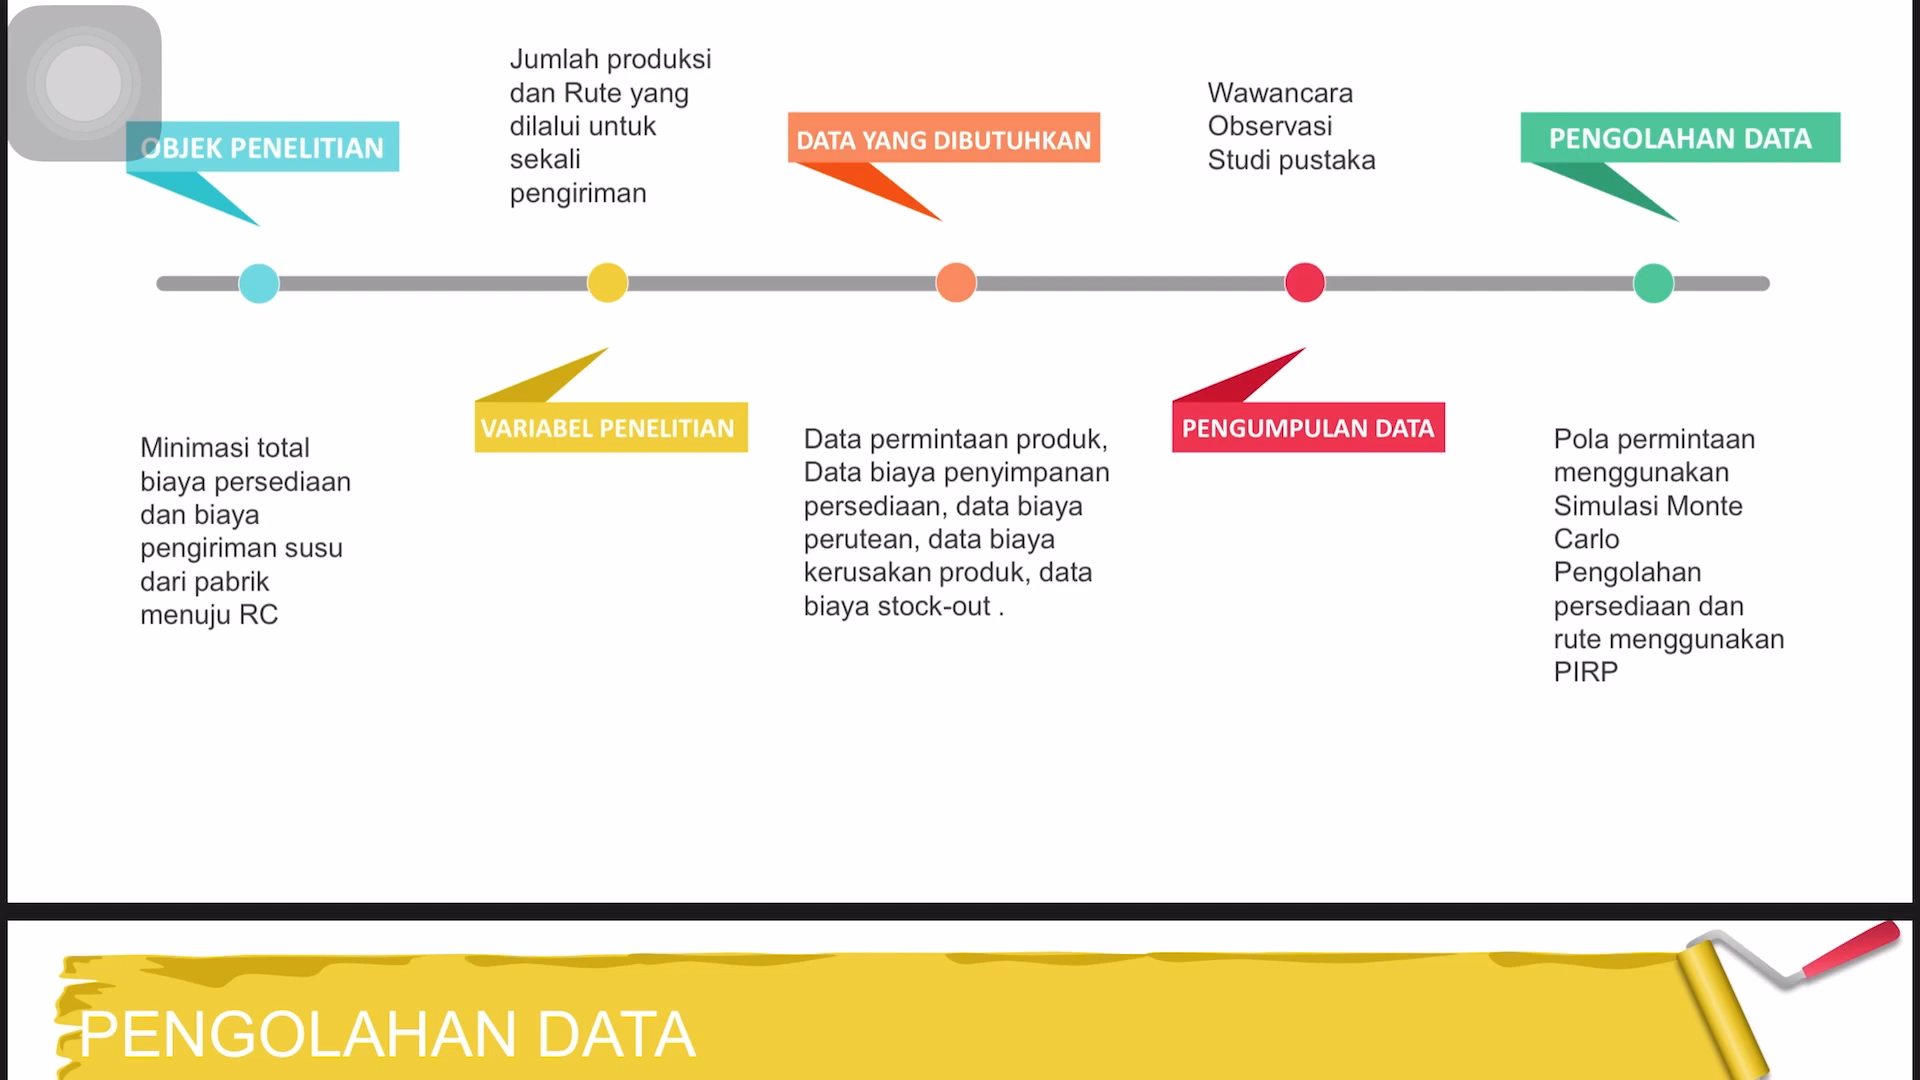 OBJEK PENELITIAN
Minimasi total
biaya persediaan
dan biaya
pengiriman susu
dari pabrik
menuju RC
Jumlah produksi
dan Rute yang
dilalui untuk
sekali
pengiriman
VARIABEL PENELITIAN
DATA YANG DIBUTUHKAN
Data permintaan produk,
Data biaya penyimpanan
persediaan, data biaya
perutean, data biaya
kerusakan produk, data
biaya stock-out .
Wawancara
Observasi
Studi pustaka
PENGUMPULAN DATA
PENGOLAHAN DATA
Pola permintaan
menggunakan
Simulasi Monte
Carlo
Pengolahan
persediaan dan
rute menggunakan
PIRP
PENGOLAHAN DATA